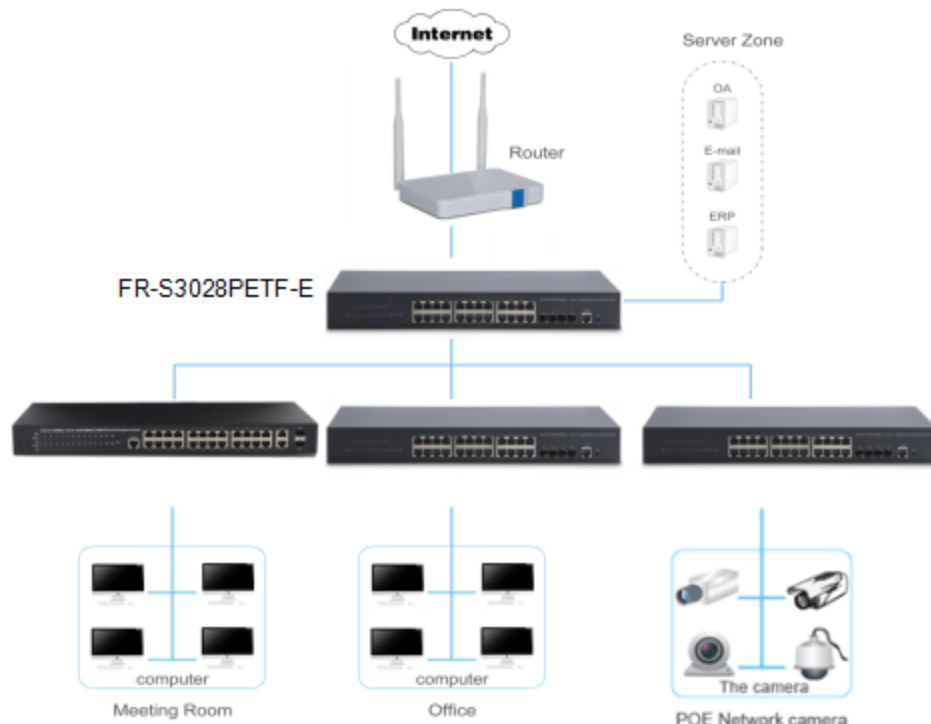 Internet
Server Zone
OA
E-mail
ERP
Router
FR-S3028PETF-E
computer
Meeting Room
computer
Office
The camera
POE Network camera